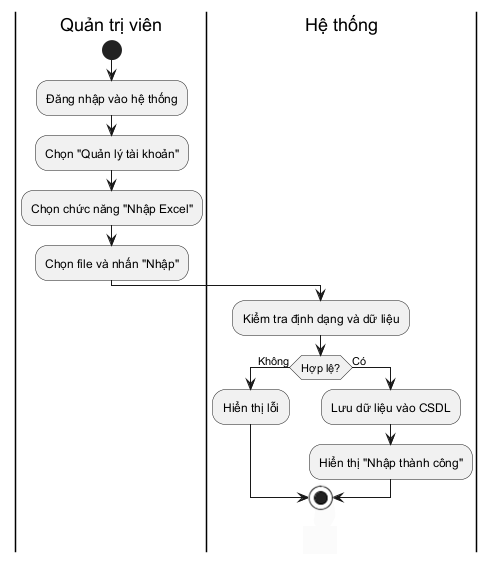 Quản trị viên
Hệ thống
Đăng nhập vào hệ thống
Chọn "Quản lý tài khoản"
Chọn chức năng "Nhập Excel"
Chọn file và nhấn "Nhập"
Kiểm tra định dạng và dữ liệu
Không
Hợp lệ?
Có
Hiển thị lỗi
Lưu dữ liệu vào CSDL
Hiển thị "Nhập thành công"